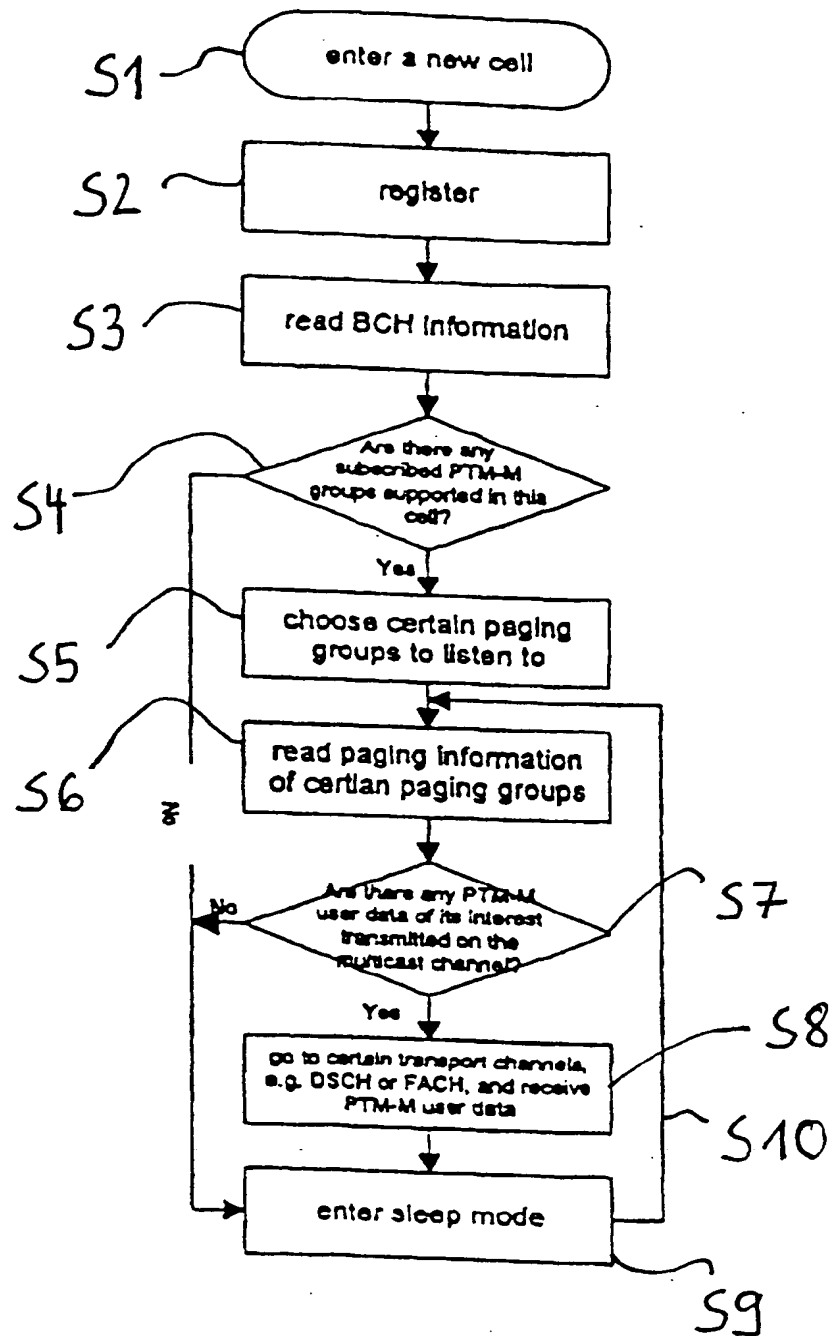 S1
enter a new cell
S2
register
S3
read BCH information
S4
Are there any
subscribed PTM-M
groups supported in this
cell?
Yes
S5
choose certain paging
groups to listen to
S6
read paging information
of certian paging groups
No
Are there any PTM-M
user data of its interest
transmitted on the
multicast channel?
No
S7
Yes
S8
go to certain transport channels,
e.g. DSCH or FACH, and receive
PTM-M user data
S10
enter sleep mode
S9